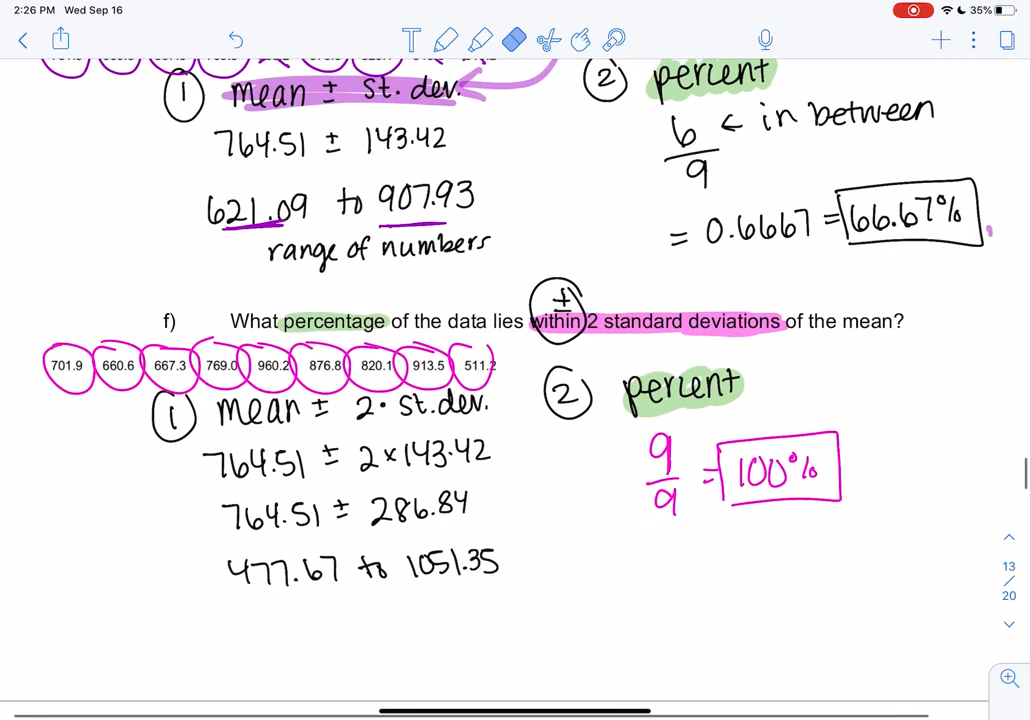 2:26 PM Wed Sep 16
35%
T
① mean ± st. dev.
764.51 ± 143.42
621.09 to 907.93
range of numbers
② percent
6 ← in between
9
= 0.6667 = 66.67%
±
f) What percentage of the data lies within 2 standard deviations of the mean?
701.9 660.6 667.3 769.0 960.2 876.8 820.1 913.5 511.2
① mean ± 2 · st. dev.
764.51 ± 2 × 143.42
764.51 ± 286.84
477.67 to 1051.35
② percent
9
9 = 100%
13
/
20